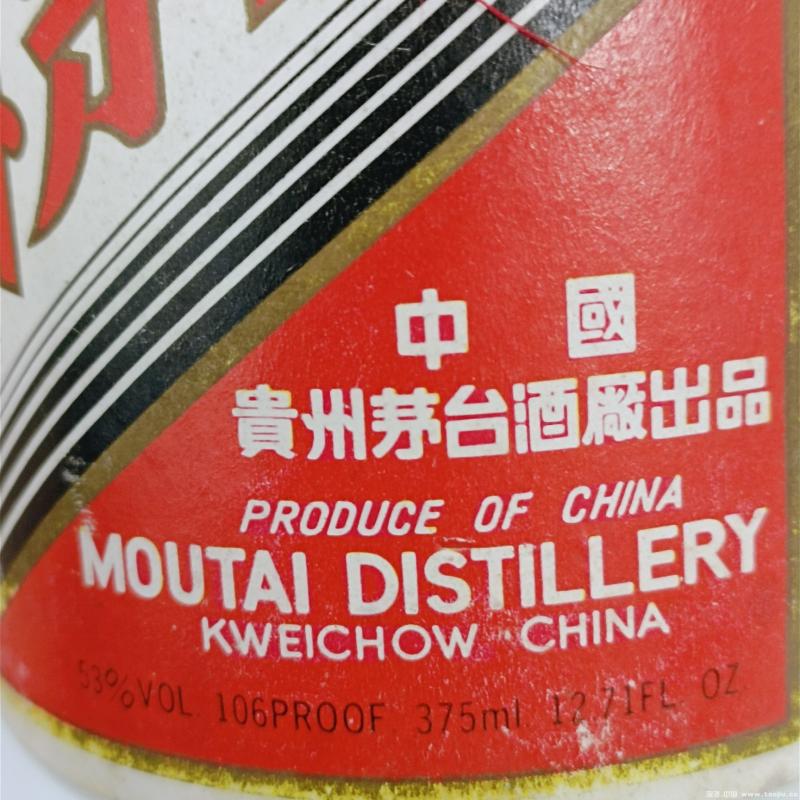 中國
貴州茅台酒廠出品
PRODUCE OF CHINA
MOUTAI DISTILLERY
KWEICHOW CHINA
53%VOL. 106PROOF 375ml 12.71FL. OZ.